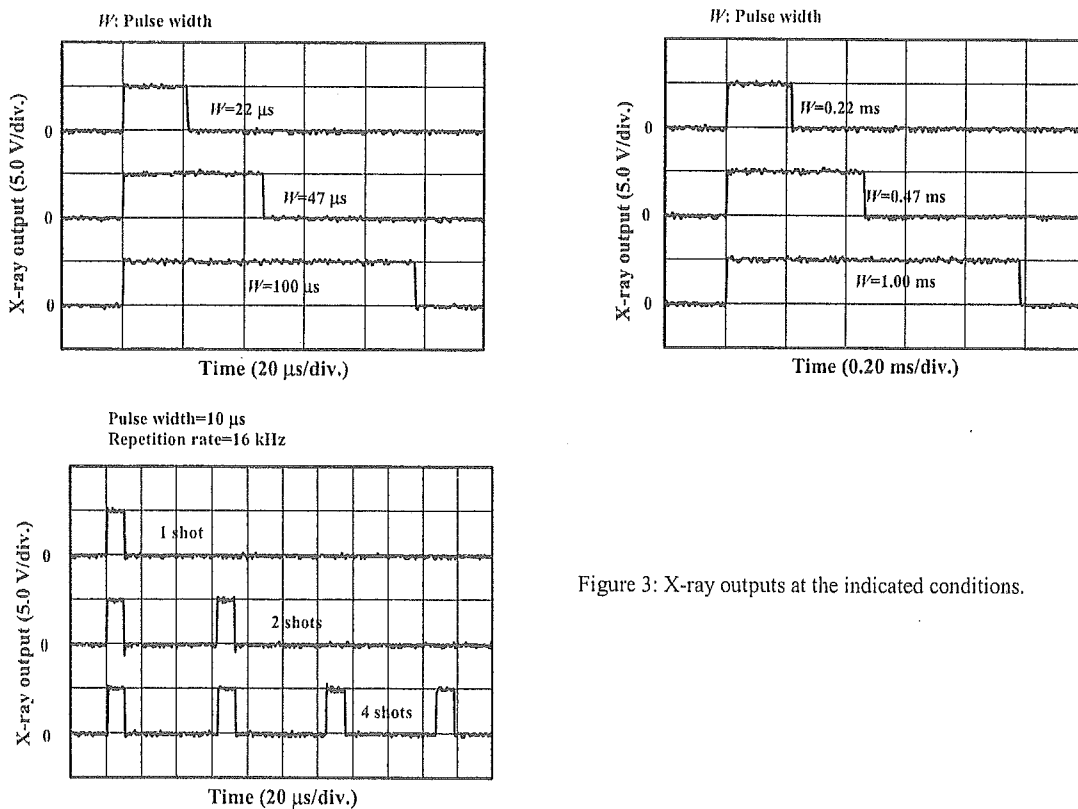 W: Pulse width
X-ray output (5.0 V/div.)
0
W=22 µs
0
W=47 µs
0
W=100 µs
Time (20 µs/div.)
W: Pulse width
X-ray output (5.0 V/div.)
0
W=0.22 ms
0
W=0.47 ms
0
W=1.00 ms
Time (0.20 ms/div.)
Pulse width=10 µs
Repetition rate=16 kHz
X-ray output (5.0 V/div.)
0
1 shot
0
2 shots
0
4 shots
Time (20 µs/div.)
Figure 3: X-ray outputs at the indicated conditions.